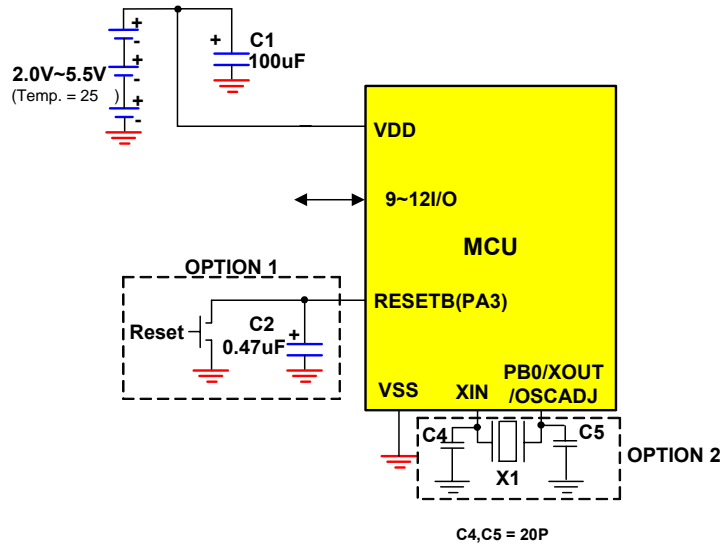 +
-
+
-
+
-
2.0V~5.5V
(Temp. = 25 )
+
C1
100uF
VDD
9~12I/O
MCU
OPTION 1
Reset
+
C2
0.47uF
RESETB(PA3)
VSS
XIN
PB0/XOUT
/OSCADJ
C4
X1
C5
OPTION 2
C4,C5 = 20P